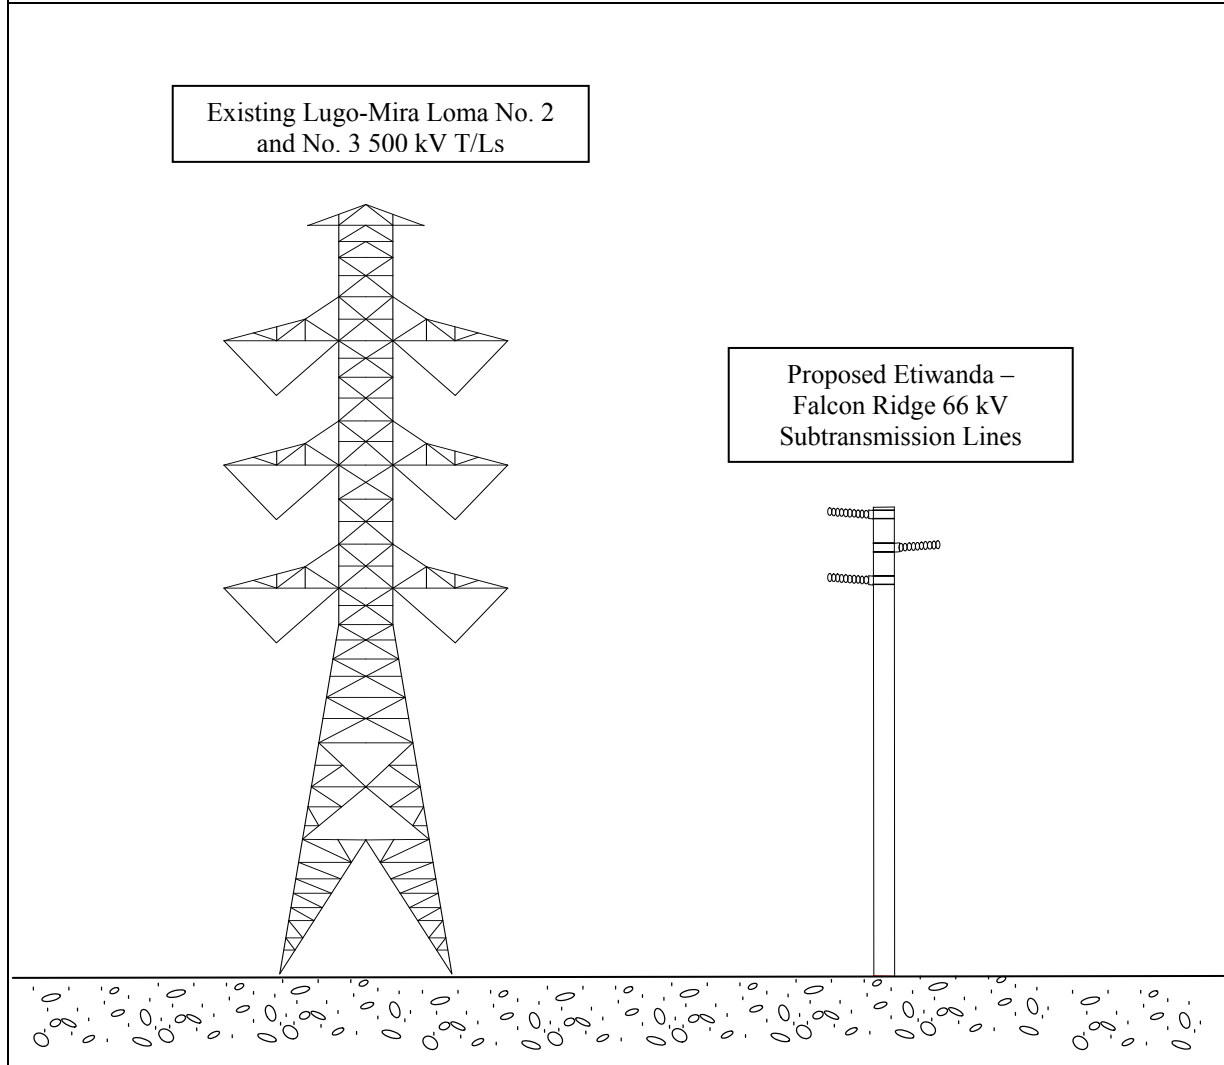 Existing Lugo-Mira Loma No. 2
and No. 3 500 kV T/Ls
Proposed Etiwanda –
Falcon Ridge 66 kV
Subtransmission Lines